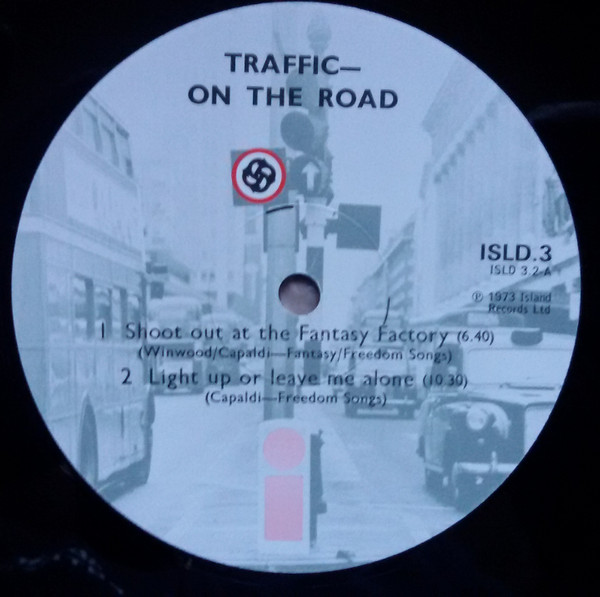 TRAFFIC—
ON THE ROAD
ISLD.3
ISLD 3.2-A
℗ 1973 Island
Records Ltd
1 Shoot out at the Fantasy Factory (6.40)
(Winwood/Capaldi—Fantasy/Freedom Songs)
2 Light up or leave me alone (10.30)
(Capaldi—Freedom Songs)